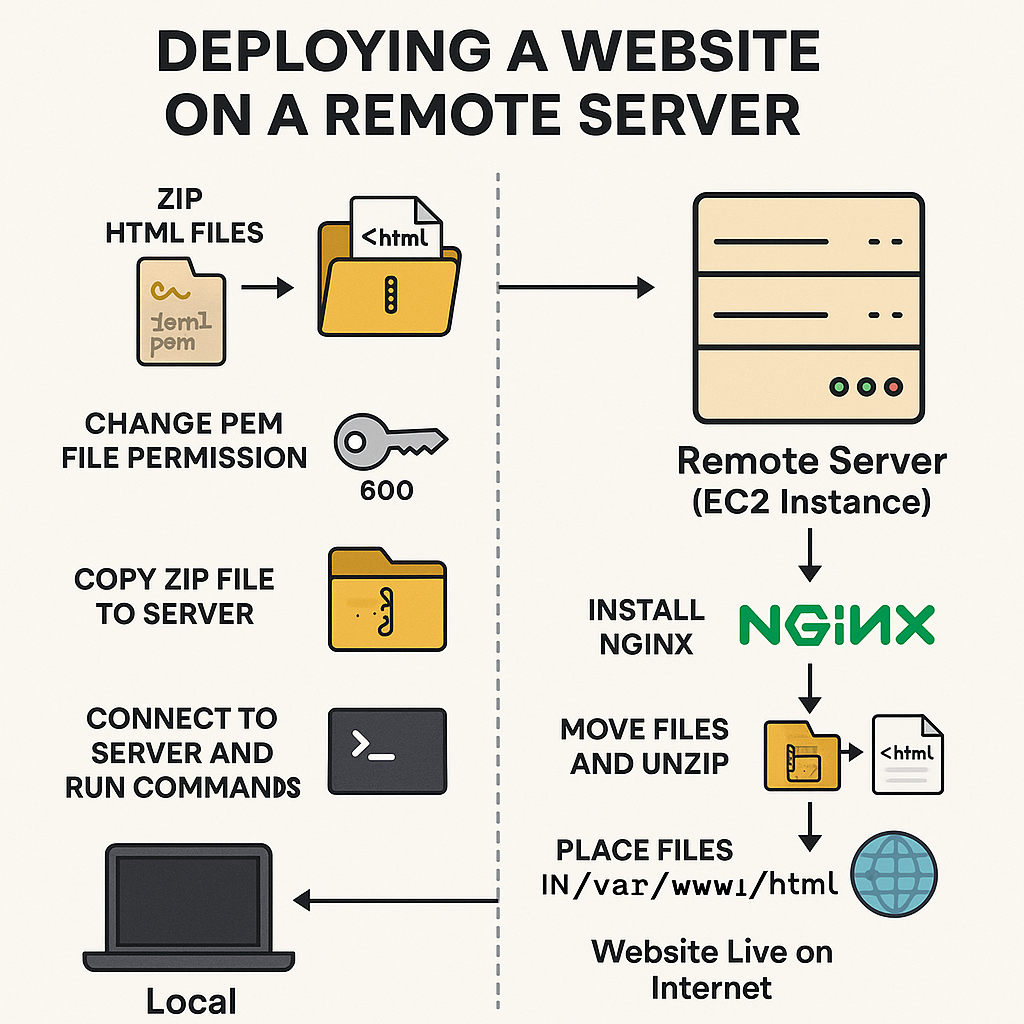 DEPLOYING A WEBSITE
ON A REMOTE SERVER
ZIP
HTML FILES
pem
<html
CHANGE PEM
FILE PERMISSION
600
COPY ZIP FILE
TO SERVER
CONNECT TO
SERVER AND
RUN COMMANDS
>_
Local
Remote Server
(EC2 Instance)
INSTALL
NGINX
NGiNX
MOVE FILES
AND UNZIP
<html
PLACE FILES
IN/var/www1/html
Website Live on
Internet